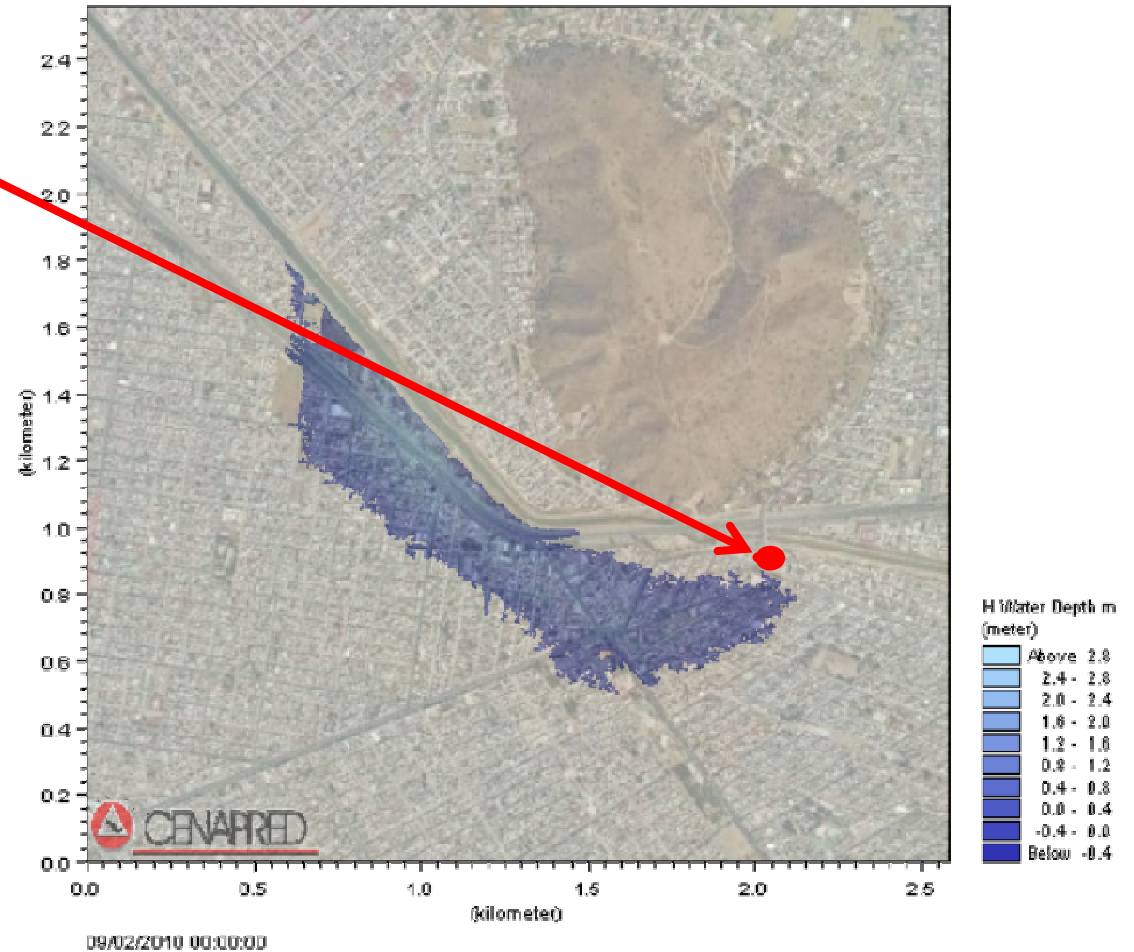 2.4
2.2
2.0
1.8
1.6
1.4
1.2
1.0
0.8
0.6
0.4
0.2
0.0
(kilometer)
CENAPRED
0.0 0.5 1.0 1.5 2.0 2.5
(kilometer)
09/02/2010 00:00:00
H Water Depth m
(meter)
Above 2.8
2.4 - 2.8
2.0 - 2.4
1.6 - 2.0
1.2 - 1.6
0.8 - 1.2
0.4 - 0.8
0.0 - 0.4
-0.4 - 0.0
Below -0.4